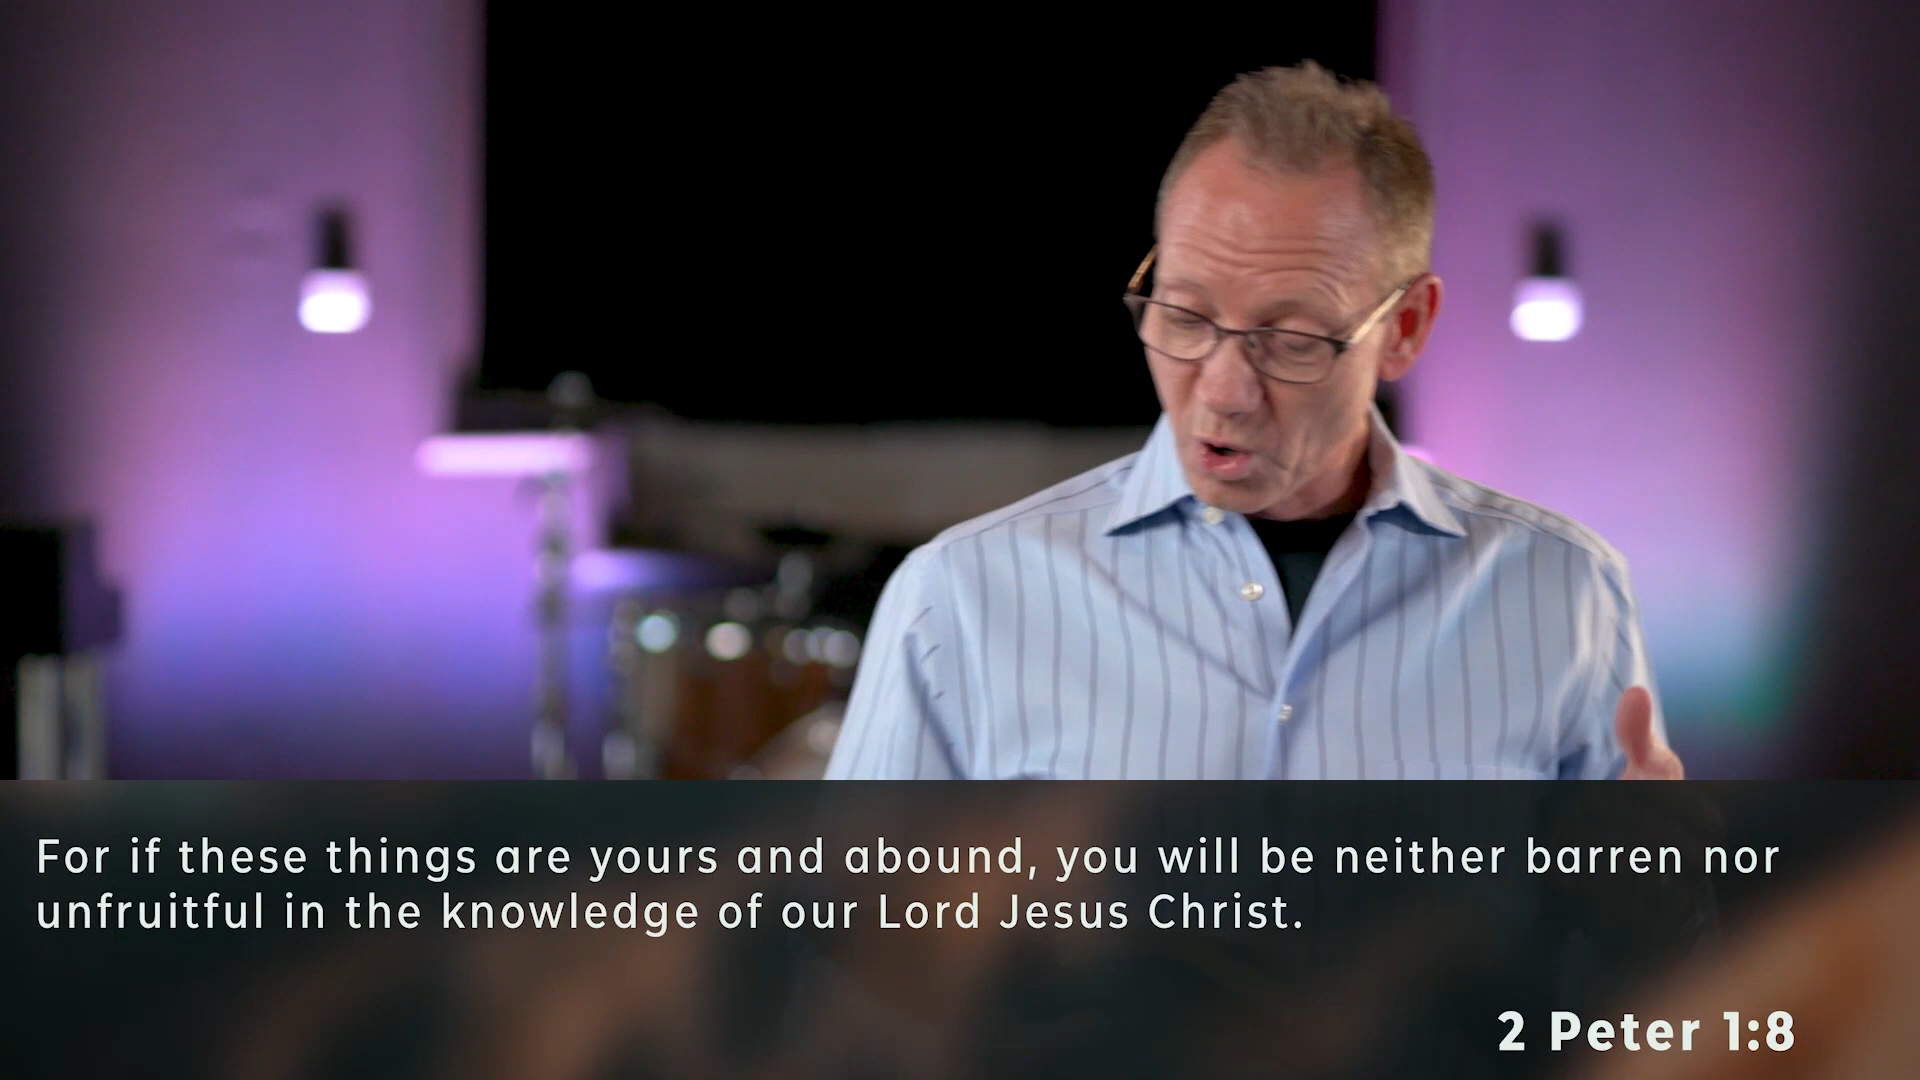 For if these things are yours and abound, you will be neither barren nor
unfruitful in the knowledge of our Lord Jesus Christ.
2 Peter 1:8